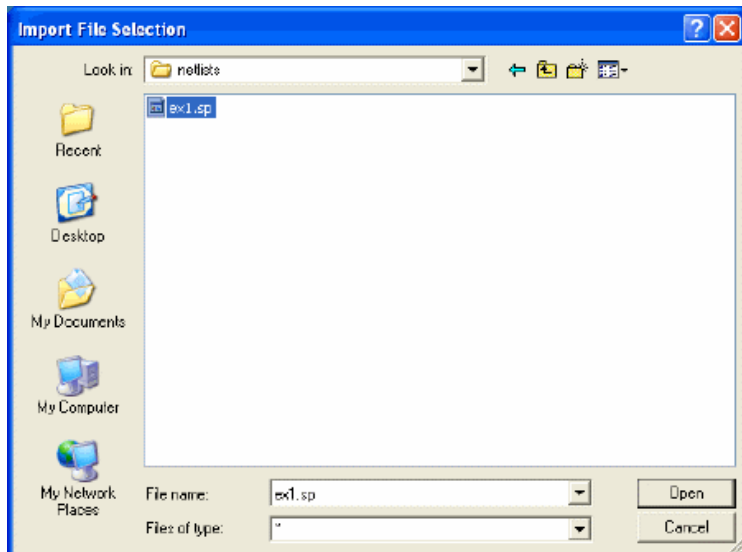 Import File Selection
Look in:
netlists
ex1.sp
Recent
Desktop
My Documents
My Computer
My Network
Places
File name:
ex1.sp
Open
Files of type:
*
Cancel